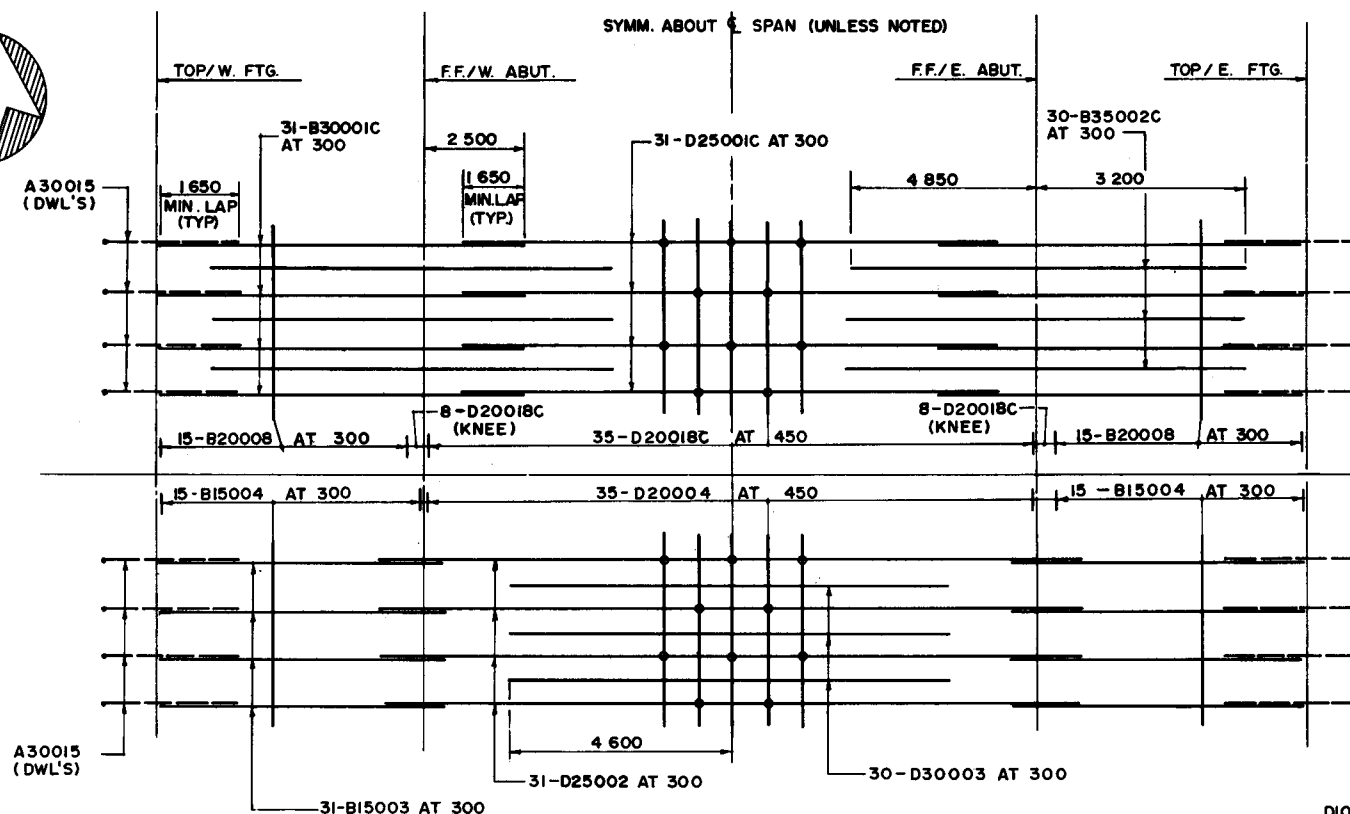 SYMM. ABOUT ℄ SPAN (UNLESS NOTED)
TOP/W. FTG.
F.F./W. ABUT.
F.F./E. ABUT.
TOP/E. FTG.
31-B30001C
AT 300
2 500
31-D25001C AT 300
30-B35002C
AT 300
A30015
(DWL'S)
1 650
MIN. LAP
(TYP)
1 650
MIN. LAP
(TYP.)
4 850
3 200
8-D20018C
(KNEE)
8-D20018C
(KNEE)
15-B20008 AT 300
35-D20018C AT 450
15-B20008 AT 300
15-B15004 AT 300
35-D20004 AT 450
15-B15004 AT 300
4 600
A30015
(DWL'S)
31-D25002 AT 300
30-D30003 AT 300
31-B15003 AT 300
D10